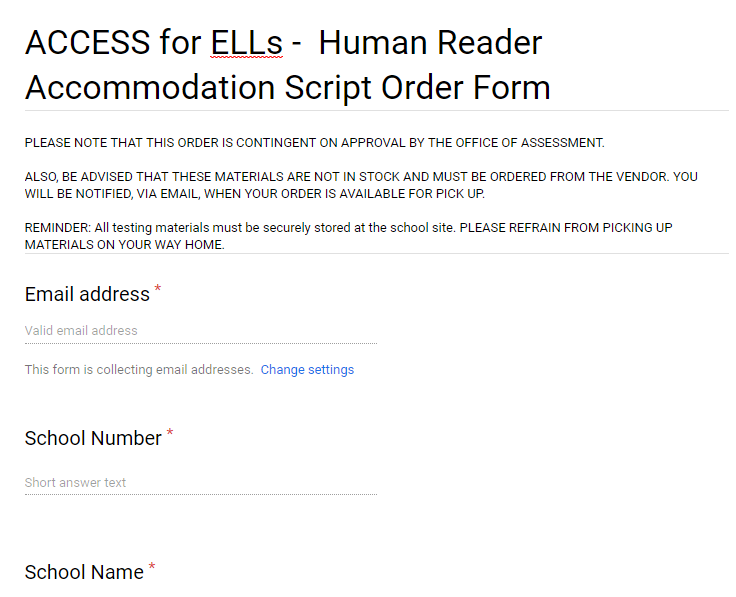 ACCESS for ELLs -  Human Reader
Accommodation Script Order Form
PLEASE NOTE THAT THIS ORDER IS CONTINGENT ON APPROVAL BY THE OFFICE OF ASSESSMENT.
ALSO, BE ADVISED THAT THESE MATERIALS ARE NOT IN STOCK AND MUST BE ORDERED FROM THE VENDOR. YOU
WILL BE NOTIFIED, VIA EMAIL, WHEN YOUR ORDER IS AVAILABLE FOR PICK UP.
REMINDER: All testing materials must be securely stored at the school site. PLEASE REFRAIN FROM PICKING UP
MATERIALS ON YOUR WAY HOME.
Email address *
Valid email address
This form is collecting email addresses. Change settings
School Number *
Short answer text
School Name *